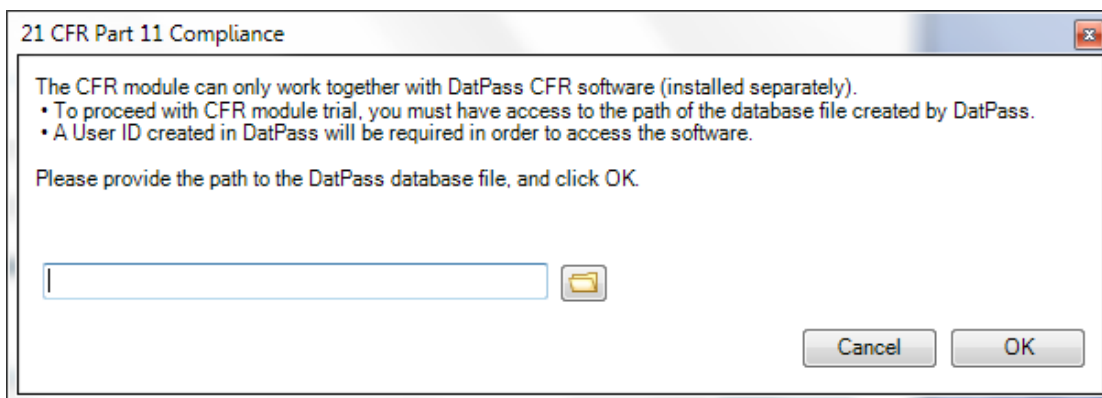 21 CFR Part 11 Compliance
The CFR module can only work together with DatPass CFR software (installed separately).
• To proceed with CFR module trial, you must have access to the path of the database file created by DatPass.
• A User ID created in DatPass will be required in order to access the software.
Please provide the path to the DatPass database file, and click OK.
Cancel OK